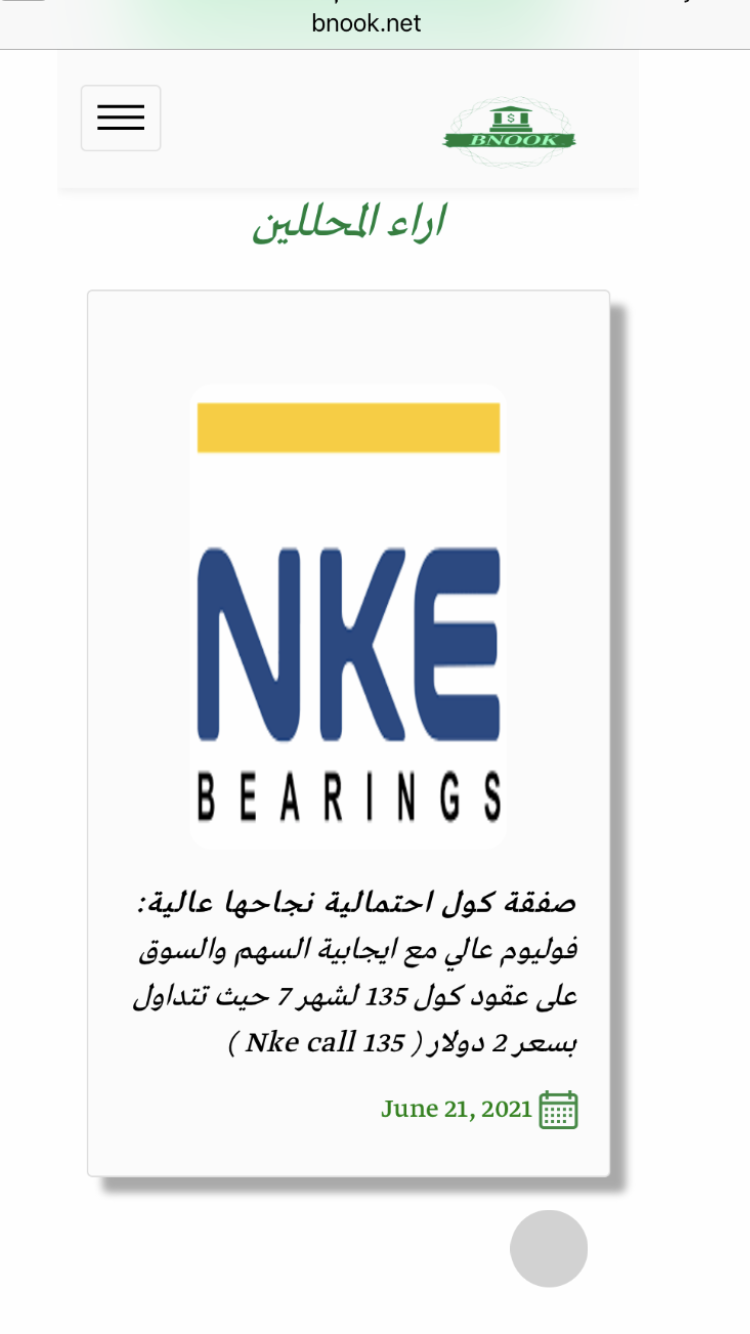 bnook.net
$
BNOOK
اراء المحللين
NKE
BEARINGS
صفقة كول احتمالية نجاحها عالية:
فوليوم عالي مع ايجابية السهم والسوق
على عقود كول 135 لشهر 7 حيث تتداول
بسعر 2 دولار ( Nke call 135 )
June 21, 2021